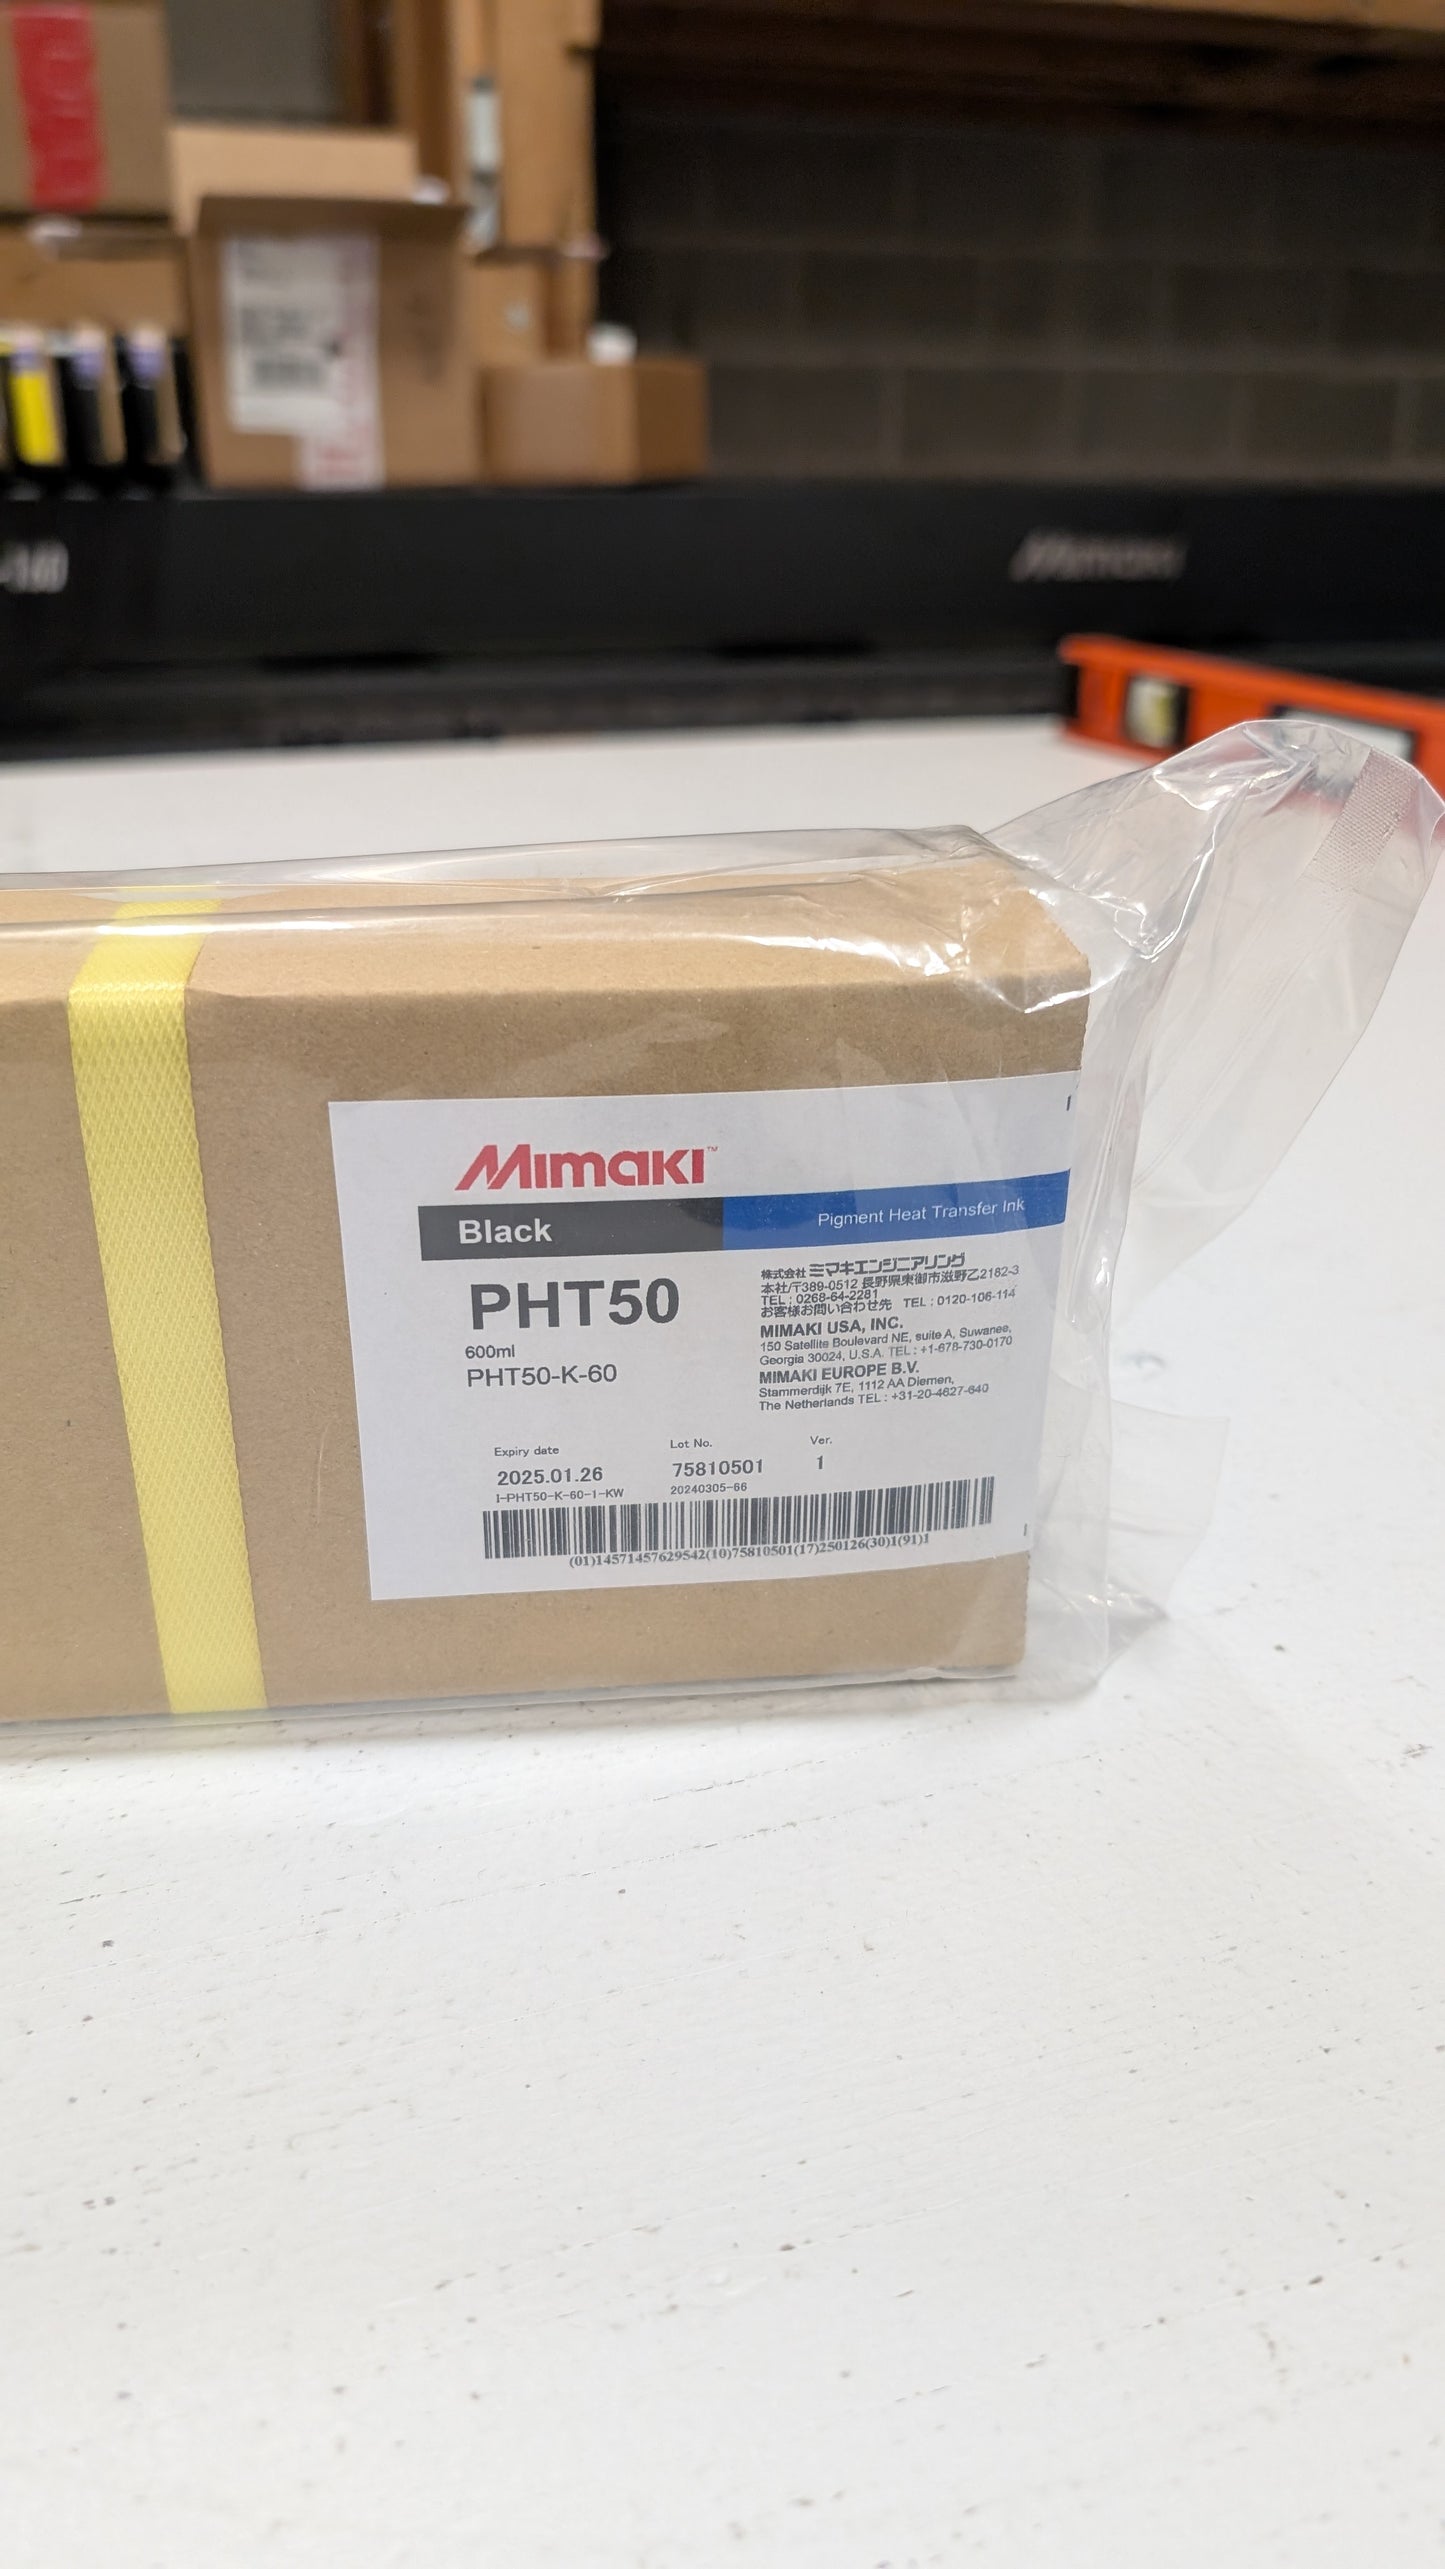 -160
Mimaki
Mimaki™
Black
Pigment Heat Transfer Ink
PHT50
600ml
PHT50-K-60
株式会社 ミマキエンジニアリング
本社/〒389-0512 長野県東御市滋野乙2182-3
TEL : 0268-64-2281
お客様お問い合わせ先 TEL : 0120-106-114
MIMAKI USA, INC.
150 Satellite Boulevard NE, suite A, Suwanee,
Georgia 30024, U.S.A. TEL : +1-678-730-0170
MIMAKI EUROPE B.V.
Stammerdijk 7E, 1112 AA Diemen,
The Netherlands TEL : +31-20-4627-640
Expiry date Lot No. Ver.
2025.01.26 75810501 1
I-PHT50-K-60-1-KW 20240305-66
(01)14571457629542(10)75810501(17)250126(30)1(91)1